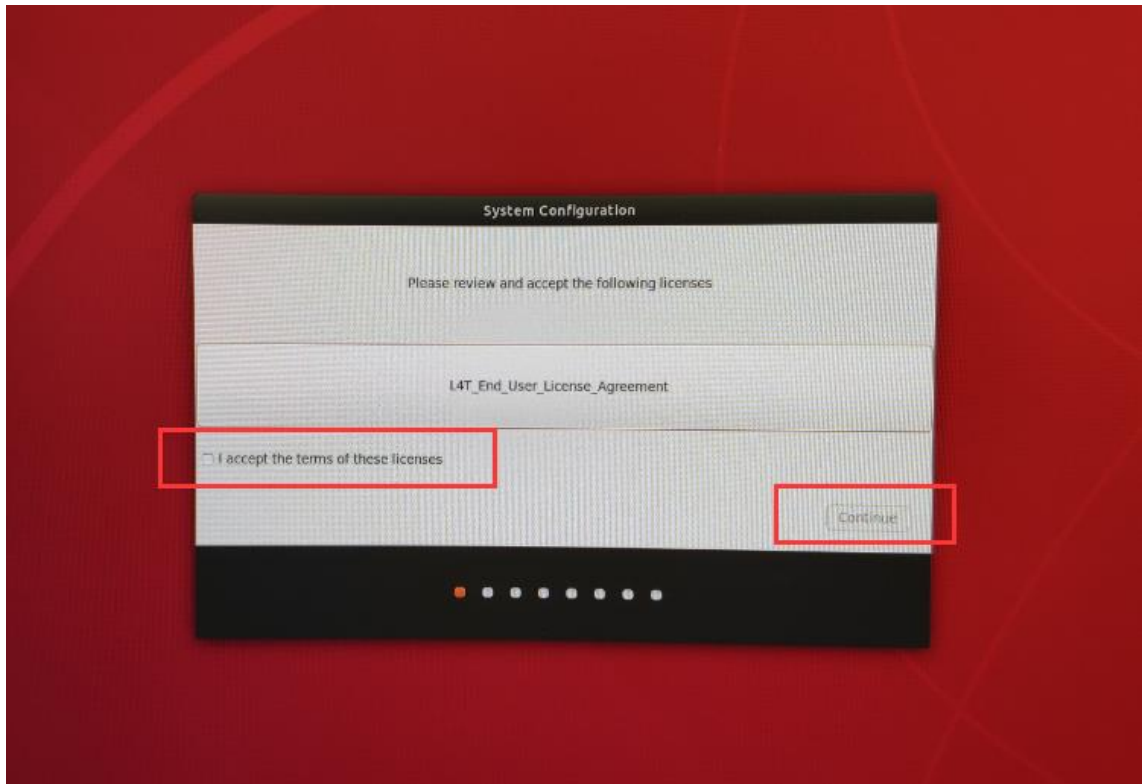 System Configuration
Please review and accept the following licenses
L4T_End_User_License_Agreement
I accept the terms of these licenses
Continue